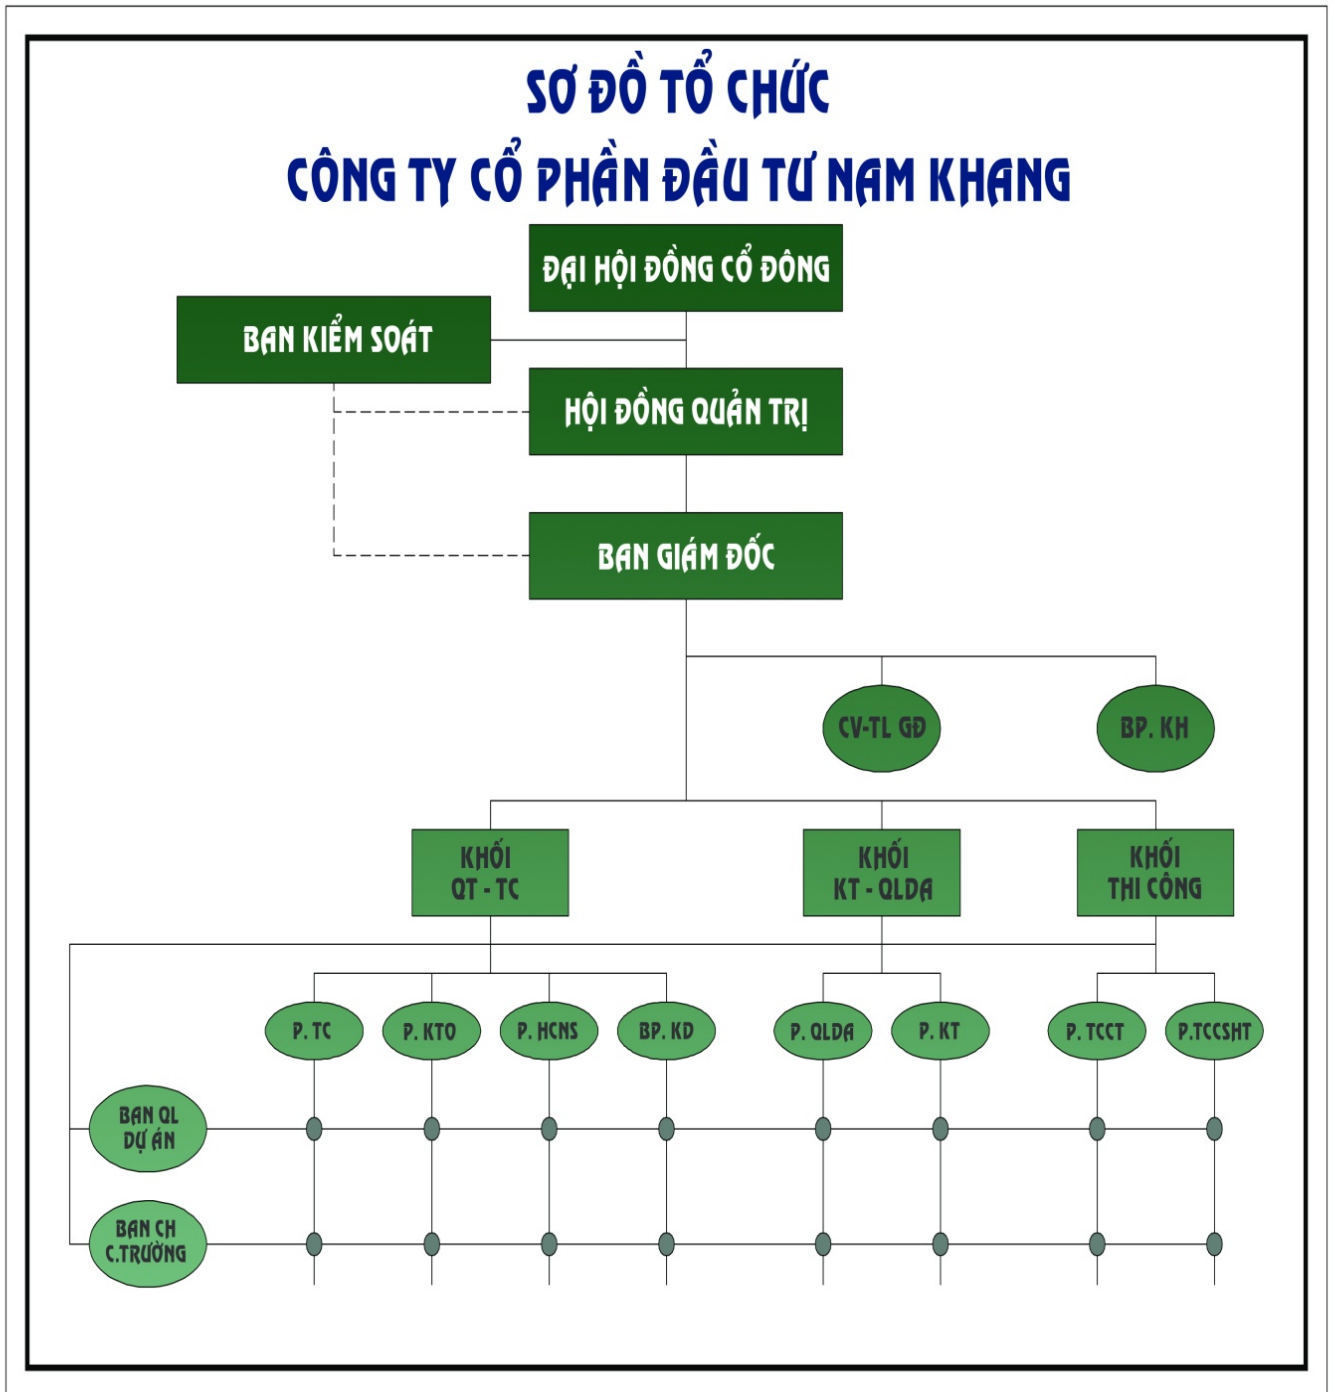 SƠ ĐỒ TỔ CHỨC
CÔNG TY CỔ PHẦN ĐẦU TƯ NAM KHANG
ĐẠI HỘI ĐỒNG CỔ ĐÔNG
BAN KIỂM SOÁT
HỘI ĐỒNG QUẢN TRỊ
BAN GIÁM ĐỐC
CV-TL GĐ
BP. KH
KHỐI
QT - TC
KHỐI
KT - QLDA
KHỐI
THI CÔNG
P. TC
P. KTO
P. HCNS
BP. KD
P. QLDA
P. KT
P. TCCT
P.TCCSHT
BAN QL
DỰ ÁN
BAN CH
C.TRƯỜNG